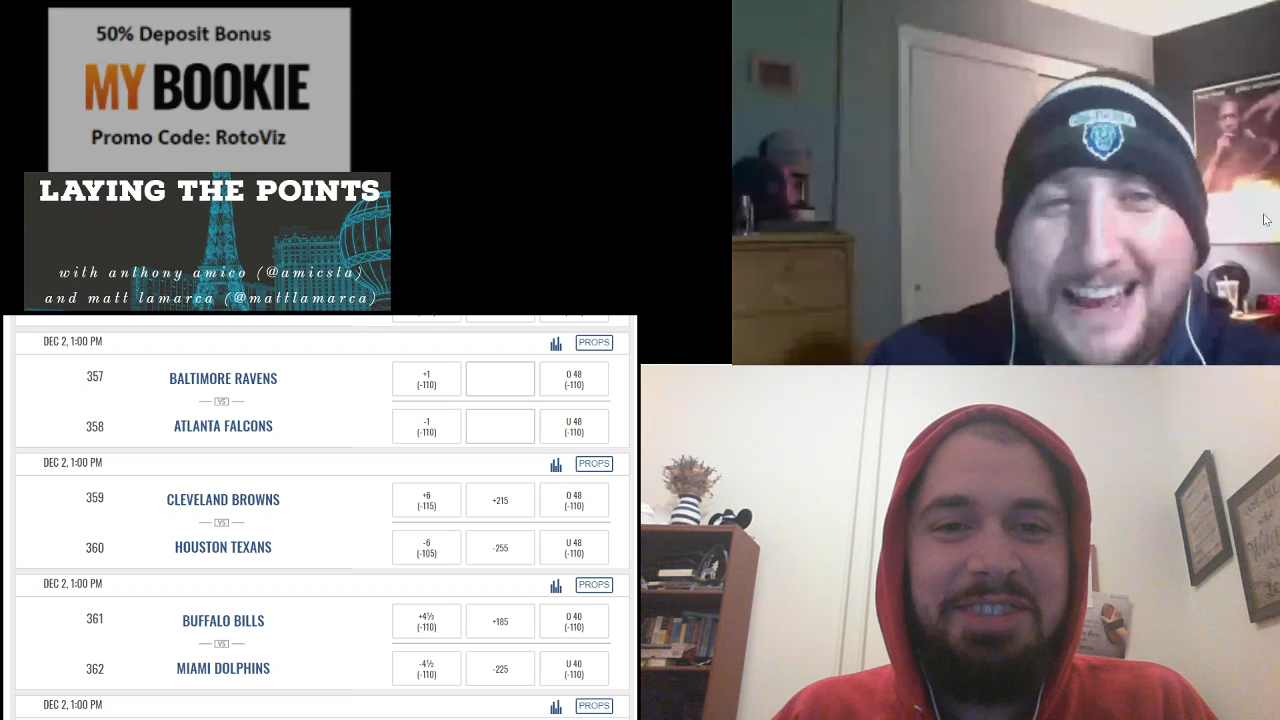 50% Deposit Bonus
MY BOOKIE
Promo Code: RotoViz
LAYING THE POINTS
with anthony amico (@amicsta)
and matt lamarca (@mattlamarca)
DEC 2, 1:00 PM
PROPS
357 BALTIMORE RAVENS +1 (-110) O 48 (-110)
VS
358 ATLANTA FALCONS -1 (-110) U 48 (-110)
DEC 2, 1:00 PM
PROPS
359 CLEVELAND BROWNS +6 (-115) +215 O 48 (-110)
VS
360 HOUSTON TEXANS -6 (-105) -255 U 48 (-110)
DEC 2, 1:00 PM
PROPS
361 BUFFALO BILLS +4½ (-110) +185 O 40 (-110)
VS
362 MIAMI DOLPHINS -4½ (-110) -225 U 40 (-110)
DEC 2, 1:00 PM
PROPS